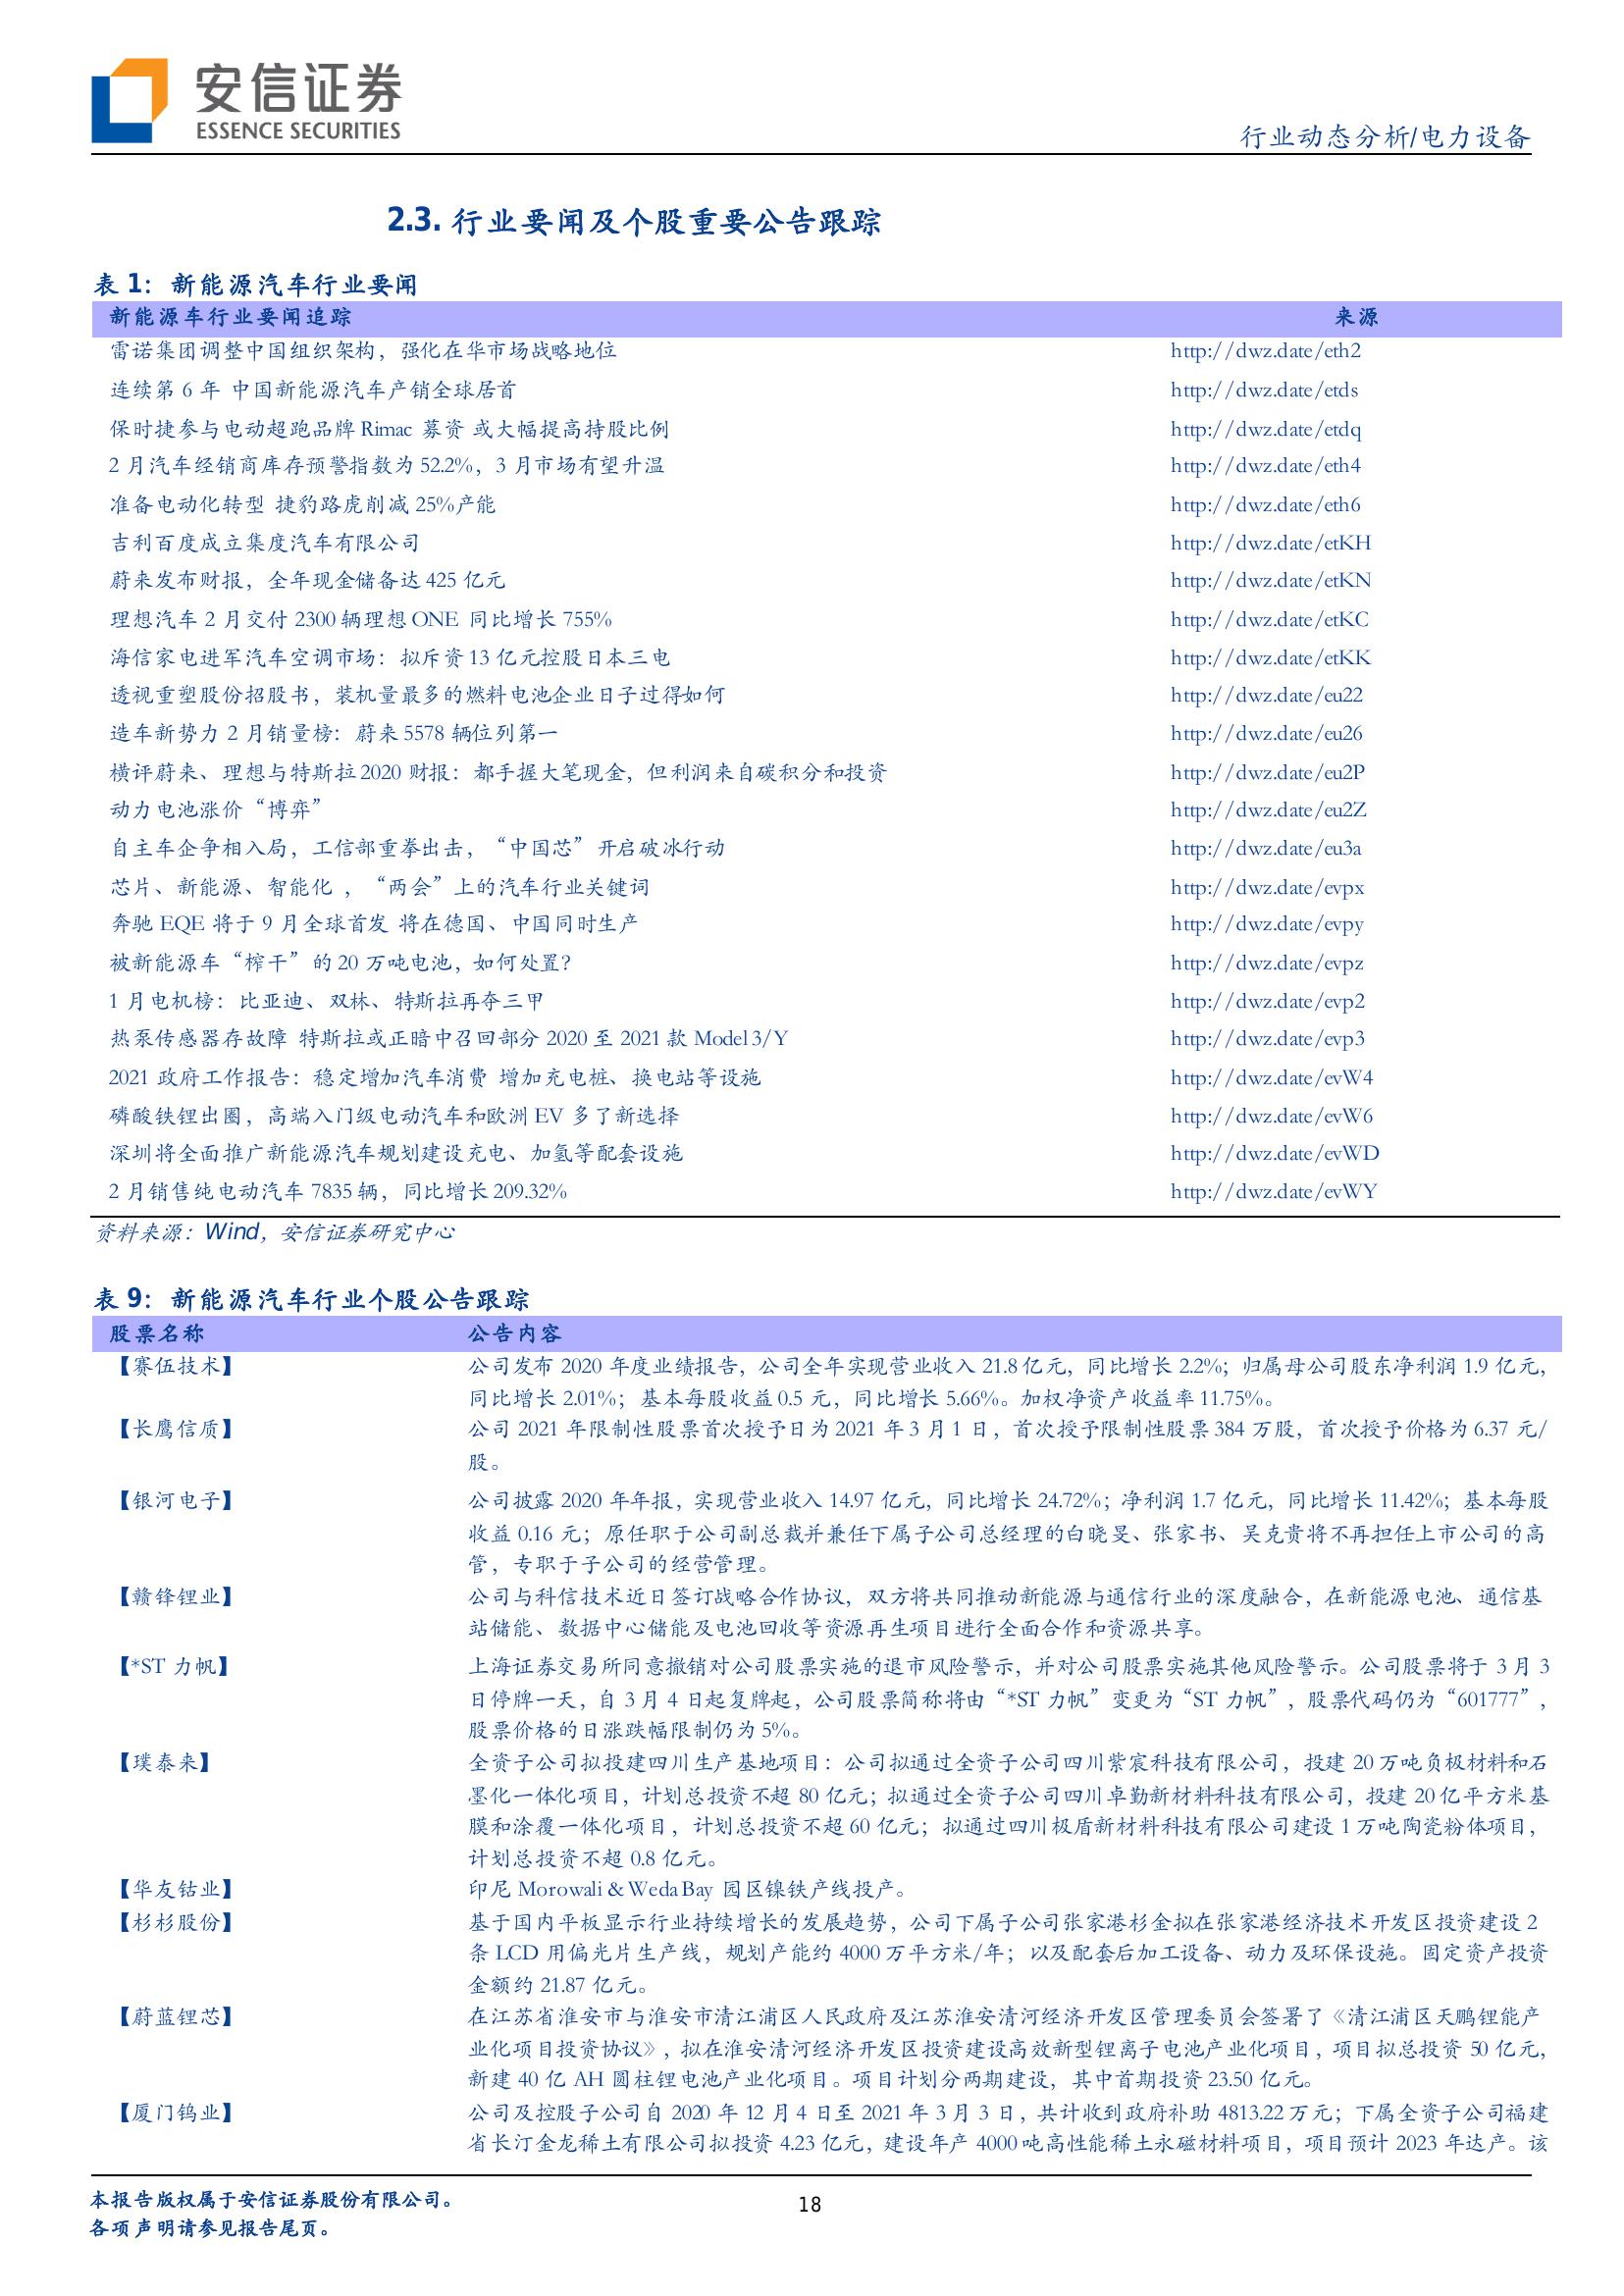 安信证券
ESSENCE SECURITIES
行业动态分析/电力设备
2.3. 行业要闻及个股重要公告跟踪
表 1：新能源汽车行业要闻
新能源车行业要闻追踪 来源
雷诺集团调整中国组织架构，强化在华市场战略地位 http://dwz.date/eth2
连续第 6 年 中国新能源汽车产销全球居首 http://dwz.date/etds
保时捷参与电动超跑品牌 Rimac 募资 或大幅提高持股比例 http://dwz.date/etdq
2 月汽车经销商库存预警指数为 52.2%，3 月市场有望升温 http://dwz.date/eth4
准备电动化转型 捷豹路虎削减 25%产能 http://dwz.date/eth6
吉利百度成立集度汽车有限公司 http://dwz.date/etKH
蔚来发布财报，全年现金储备达 425 亿元 http://dwz.date/etKN
理想汽车 2 月交付 2300 辆理想 ONE 同比增长 755% http://dwz.date/etKC
海信家电进军汽车空调市场：拟斥资 13 亿元控股日本三电 http://dwz.date/etKK
透视重塑股份招股书，装机量最多的燃料电池企业日子过得如何 http://dwz.date/eu22
造车新势力 2 月销量榜：蔚来 5578 辆位列第一 http://dwz.date/eu26
横评蔚来、理想与特斯拉 2020 财报：都手握大笔现金，但利润来自碳积分和投资 http://dwz.date/eu2P
动力电池涨价“博弈” http://dwz.date/eu2Z
自主车企争相入局，工信部重拳出击，“中国芯”开启破冰行动 http://dwz.date/eu3a
芯片、新能源、智能化 ，“两会”上的汽车行业关键词 http://dwz.date/evpx
奔驰 EQE 将于 9 月全球首发 将在德国、中国同时生产 http://dwz.date/evpy
被新能源车“榨干”的 20 万吨电池，如何处置？ http://dwz.date/evpz
1 月电机榜：比亚迪、双林、特斯拉再夺三甲 http://dwz.date/evp2
热泵传感器存故障 特斯拉或正暗中召回部分 2020 至 2021 款 Model 3/Y http://dwz.date/evp3
2021 政府工作报告：稳定增加汽车消费 增加充电桩、换电站等设施 http://dwz.date/evW4
磷酸铁锂出圈，高端入门级电动汽车和欧洲 EV 多了新选择 http://dwz.date/evW6
深圳将全面推广新能源汽车规划建设充电、加氢等配套设施 http://dwz.date/evWD
2 月销售纯电动汽车 7835 辆，同比增长 209.32% http://dwz.date/evWY
资料来源：Wind，安信证券研究中心
表 9：新能源汽车行业个股公告跟踪
股票名称 公告内容
【赛伍技术】 公司发布 2020 年度业绩报告，公司全年实现营业收入 21.8 亿元，同比增长 2.2%；归属母公司股东净利润 1.9 亿元，
同比增长 2.01%；基本每股收益 0.5 元，同比增长 5.66%。加权净资产收益率 11.75%。
【长鹰信质】 公司 2021 年限制性股票首次授予日为 2021 年 3 月 1 日，首次授予限制性股票 384 万股，首次授予价格为 6.37 元/
股。
【银河电子】 公司披露 2020 年年报，实现营业收入 14.97 亿元，同比增长 24.72%；净利润 1.7 亿元，同比增长 11.42%；基本每股
收益 0.16 元；原任职于公司副总裁并兼任下属子公司总经理的白晓旻、张家书、吴克贵将不再担任上市公司的高
管，专职于子公司的经营管理。
【赣锋锂业】 公司与科信技术近日签订战略合作协议，双方将共同推动新能源与通信行业的深度融合，在新能源电池、通信基
站储能、数据中心储能及电池回收等资源再生项目进行全面合作和资源共享。
【*ST 力帆】 上海证券交易所同意撤销对公司股票实施的退市风险警示，并对公司股票实施其他风险警示。公司股票将于 3 月 3
日停牌一天，自 3 月 4 日起复牌起，公司股票简称将由“*ST 力帆”变更为“ST 力帆”，股票代码仍为“601777”，
股票价格的日涨跌幅限制仍为 5%。
【璞泰来】 全资子公司拟投建四川生产基地项目：公司拟通过全资子公司四川紫宸科技有限公司，投建 20 万吨负极材料和石
墨化一体化项目，计划总投资不超 80 亿元；拟通过全资子公司四川卓勤新材料科技有限公司，投建 20 亿平方米基
膜和涂覆一体化项目，计划总投资不超 60 亿元；拟通过四川极盾新材料科技有限公司建设 1 万吨陶瓷粉体项目，
计划总投资不超 0.8 亿元。
【华友钴业】 印尼 Morowali & Weda Bay 园区镍铁产线投产。
【杉杉股份】 基于国内平板显示行业持续增长的发展趋势，公司下属子公司张家港杉金拟在张家港经济技术开发区投资建设 2
条 LCD 用偏光片生产线，规划产能约 4000 万平方米/年；以及配套后加工设备、动力及环保设施。固定资产投资
金额约 21.87 亿元。
【蔚蓝锂芯】 在江苏省淮安市与淮安市清江浦区人民政府及江苏淮安清河经济开发区管理委员会签署了《清江浦区天鹏锂能产
业化项目投资协议》，拟在淮安清河经济开发区投资建设高效新型锂离子电池产业化项目，项目拟总投资 50 亿元，
新建 40 亿 AH 圆柱锂电池产业化项目。项目计划分两期建设，其中首期投资 23.50 亿元。
【厦门钨业】 公司及控股子公司自 2020 年 12 月 4 日至 2021 年 3 月 3 日，共计收到政府补助 4813.22 万元；下属全资子公司福建
省长汀金龙稀土有限公司拟投资 4.23 亿元，建设年产 4000 吨高性能稀土永磁材料项目，项目预计 2023 年达产。该
本报告版权属于安信证券股份有限公司。
各项声明请参见报告尾页。
18